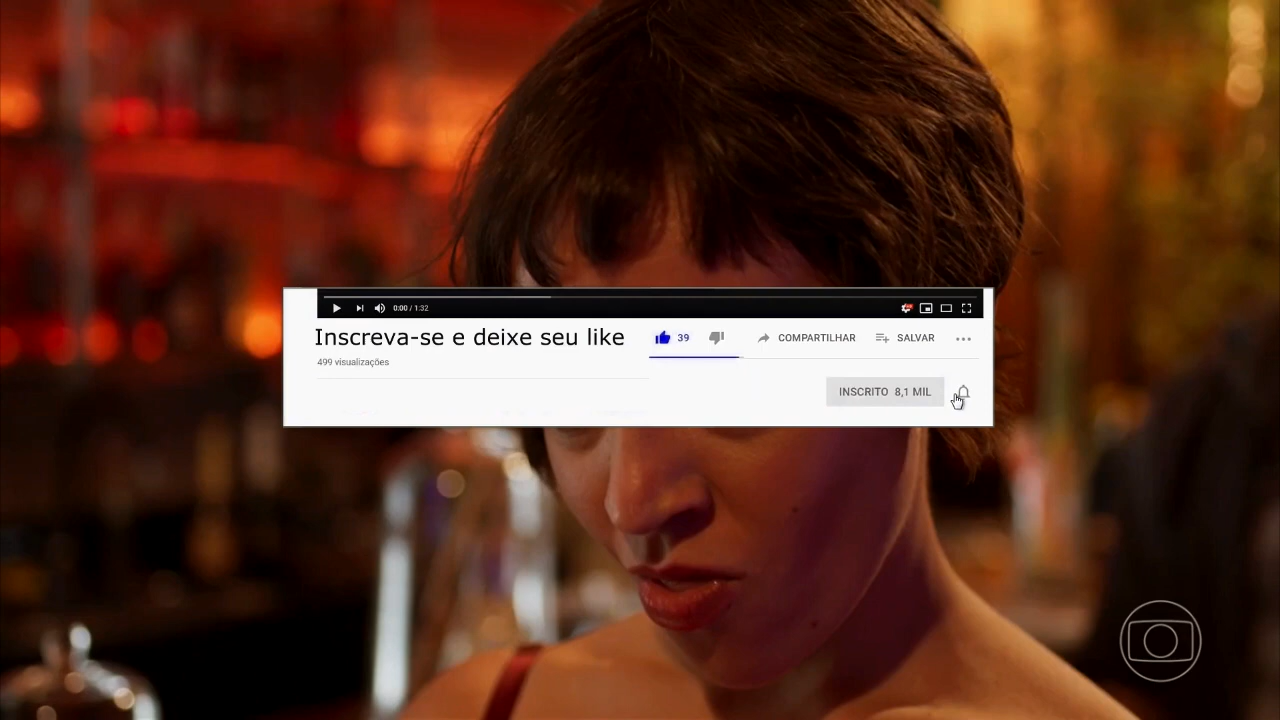 0:00 / 1:32
Inscreva-se e deixe seu like
39
COMPARTILHAR
SALVAR
499 visualizações
INSCRITO 8,1 MIL